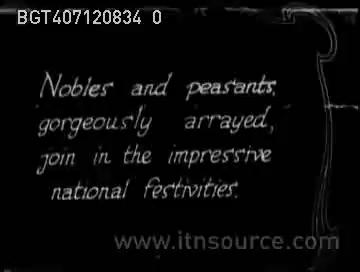 BGT407120834 0
Nobles and peasants,
gorgeously arrayed,
join in the impressive
national festivities.
www.itnsource.com